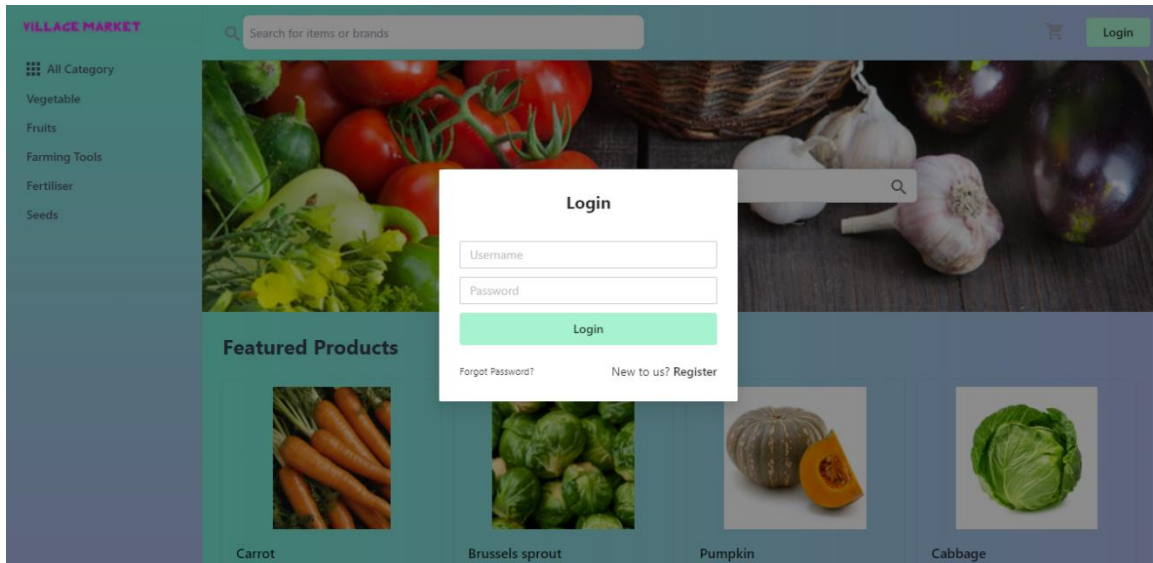 VILLAGE MARKET
Search for items or brands
Login
All Category
Vegetable
Fruits
Farming Tools
Fertiliser
Seeds
Login
Username
Password
Login
Forgot Password?
New to us? Register
Featured Products
Carrot
Brussels sprout
Pumpkin
Cabbage